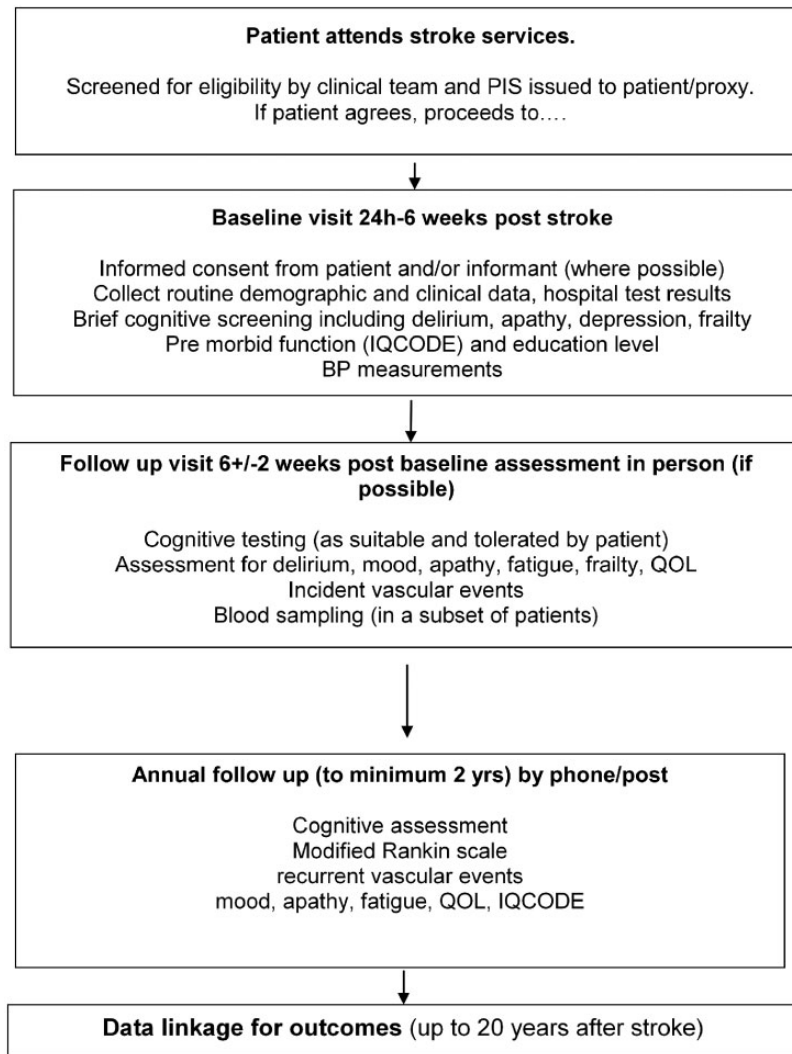 Patient attends stroke services.
Screened for eligibility by clinical team and PIS issued to patient/proxy.
If patient agrees, proceeds to….
Baseline visit 24h-6 weeks post stroke
Informed consent from patient and/or informant (where possible)
Collect routine demographic and clinical data, hospital test results
Brief cognitive screening including delirium, apathy, depression, frailty
Pre morbid function (IQCODE) and education level
BP measurements
Follow up visit 6+/-2 weeks post baseline assessment in person (if
possible)
Cognitive testing (as suitable and tolerated by patient)
Assessment for delirium, mood, apathy, fatigue, frailty, QOL
Incident vascular events
Blood sampling (in a subset of patients)
Annual follow up (to minimum 2 yrs) by phone/post
Cognitive assessment
Modified Rankin scale
recurrent vascular events
mood, apathy, fatigue, QOL, IQCODE
Data linkage for outcomes (up to 20 years after stroke)